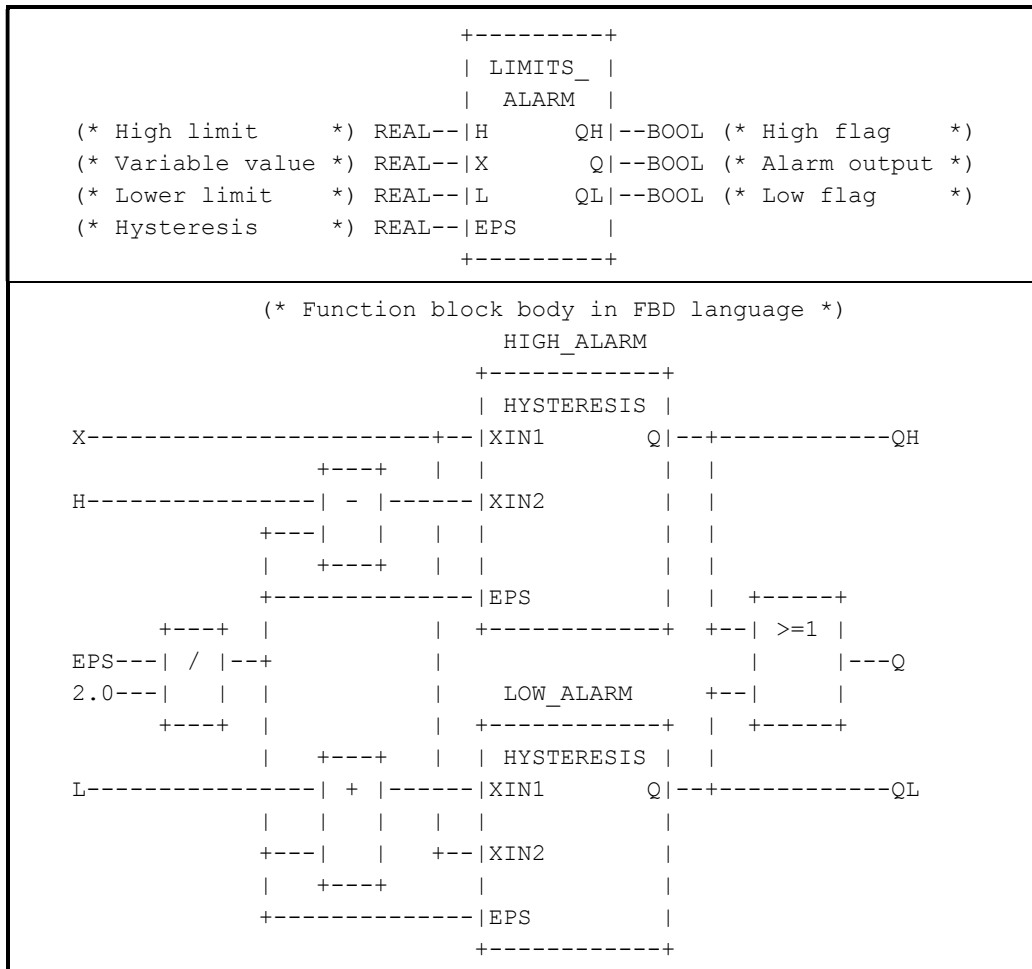 +---------+
                               | LIMITS_ |
                               |  ALARM  |
(* High limit     *) REAL--|H      QH|--BOOL (* High flag    *)
(* Variable value *) REAL--|X       Q|--BOOL (* Alarm output *)
(* Lower limit    *) REAL--|L      QL|--BOOL (* Low flag     *)
(* Hysteresis     *) REAL--|EPS      |
                           +---------+
             (* Function block body in FBD language *)
                              HIGH_ALARM
                            +------------+
                            | HYSTERESIS |
X------------------------+--|XIN1       Q|--+------------QH
                 +---+   |  |            |  |
H----------------| - |------|XIN2        |  |
             +---|   |   |  |            |  |
             |   +---+   |  |            |  |
             +--------------|EPS         |  |  +-----+
      +---+  |           |  +------------+  +--| >=1 |
EPS---| / |--+           |                     |     |---Q
2.0---|   |  |           |    LOW_ALARM     +--|     |
      +---+  |           |  +------------+  |  +-----+
             |   +---+   |  | HYSTERESIS |  |
L----------------| + |------|XIN1       Q|--+------------QL
             |   |   |   |  |            |
             +---|   |   +--|XIN2        |
             |   +---+      |            |
             +--------------|EPS         |
                            +------------+